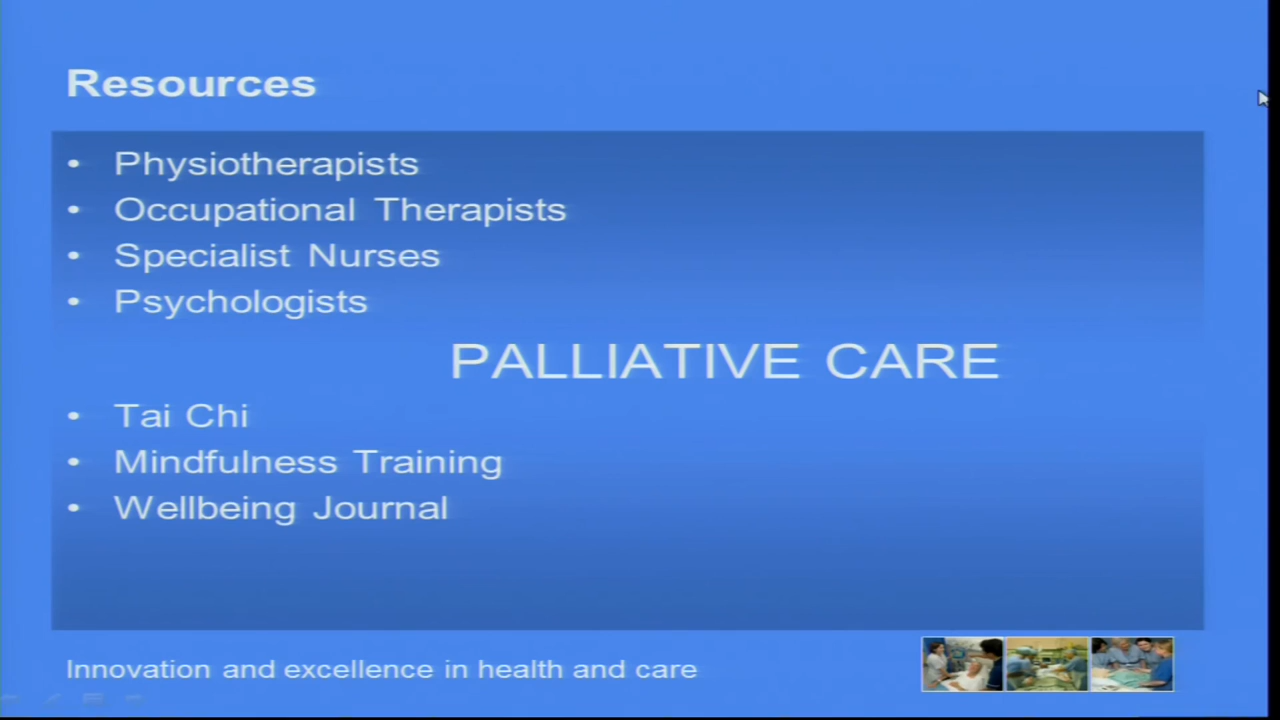 Resources
• Physiotherapists
• Occupational Therapists
• Specialist Nurses
• Psychologists
PALLIATIVE CARE
• Tai Chi
• Mindfulness Training
• Wellbeing Journal
Innovation and excellence in health and care